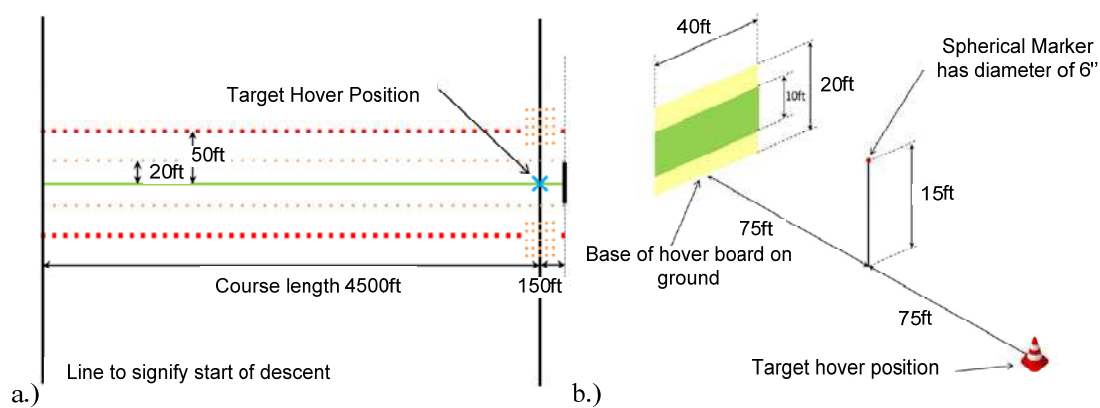 Target Hover Position
50ft
20ft
Course length 4500ft
150ft
Line to signify start of descent
a.)
40ft
20ft
10ft
Spherical Marker
has diameter of 6”
15ft
75ft
Base of hover board on
ground
75ft
Target hover position
b.)